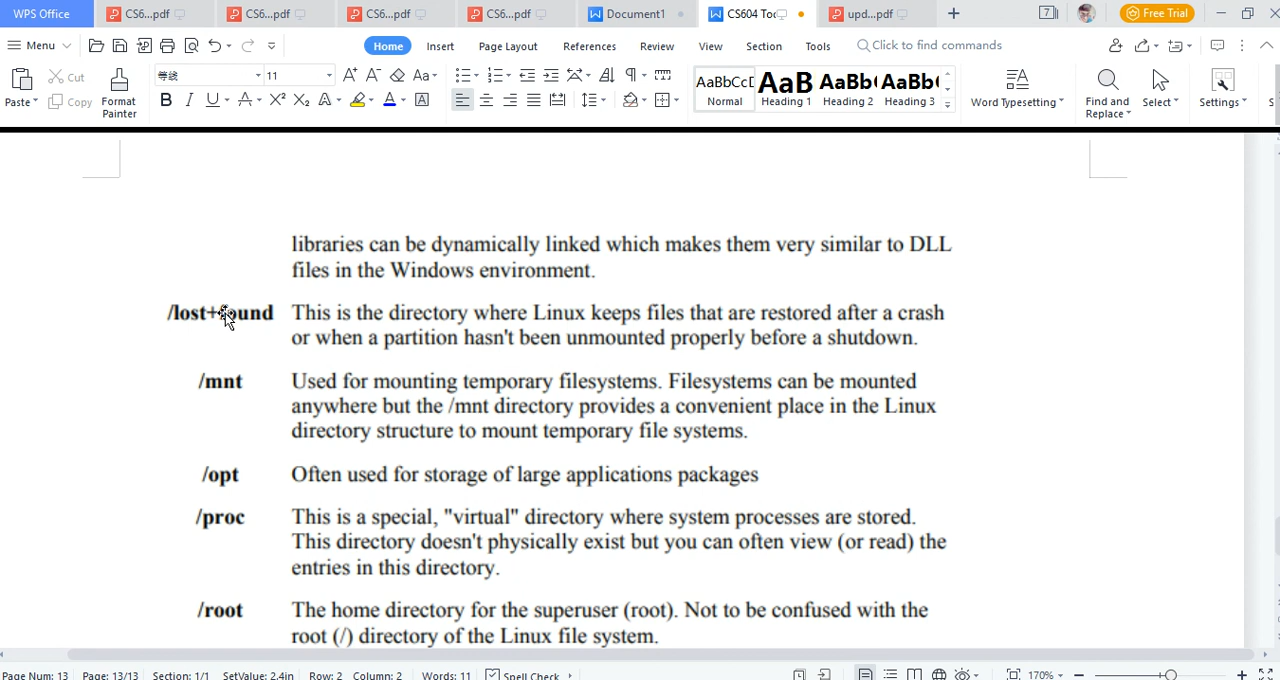 WPS Office CS6...pdf CS6...pdf CS6...pdf CS6...pdf Document1 CS604 Toc upd...pdf + 7 Free Trial
Menu Home Insert Page Layout References Review View Section Tools Click to find commands
Paste Cut Copy Format Painter 等线 11 Aa
AaBbCcD Normal AaB Heading 1 AaBb Heading 2 AaBb Heading 3 Word Typesetting Find and Replace Select Settings
libraries can be dynamically linked which makes them very similar to DLL
files in the Windows environment.
/lost+found This is the directory where Linux keeps files that are restored after a crash
or when a partition hasn't been unmounted properly before a shutdown.
/mnt Used for mounting temporary filesystems. Filesystems can be mounted
anywhere but the /mnt directory provides a convenient place in the Linux
directory structure to mount temporary file systems.
/opt Often used for storage of large applications packages
/proc This is a special, "virtual" directory where system processes are stored.
This directory doesn't physically exist but you can often view (or read) the
entries in this directory.
/root The home directory for the superuser (root). Not to be confused with the
root (/) directory of the Linux file system.
Page Num: 13 Page: 13/13 Section: 1/1 SetValue: 2.4in Row: 2 Column: 2 Words: 11 Spell Check 170%